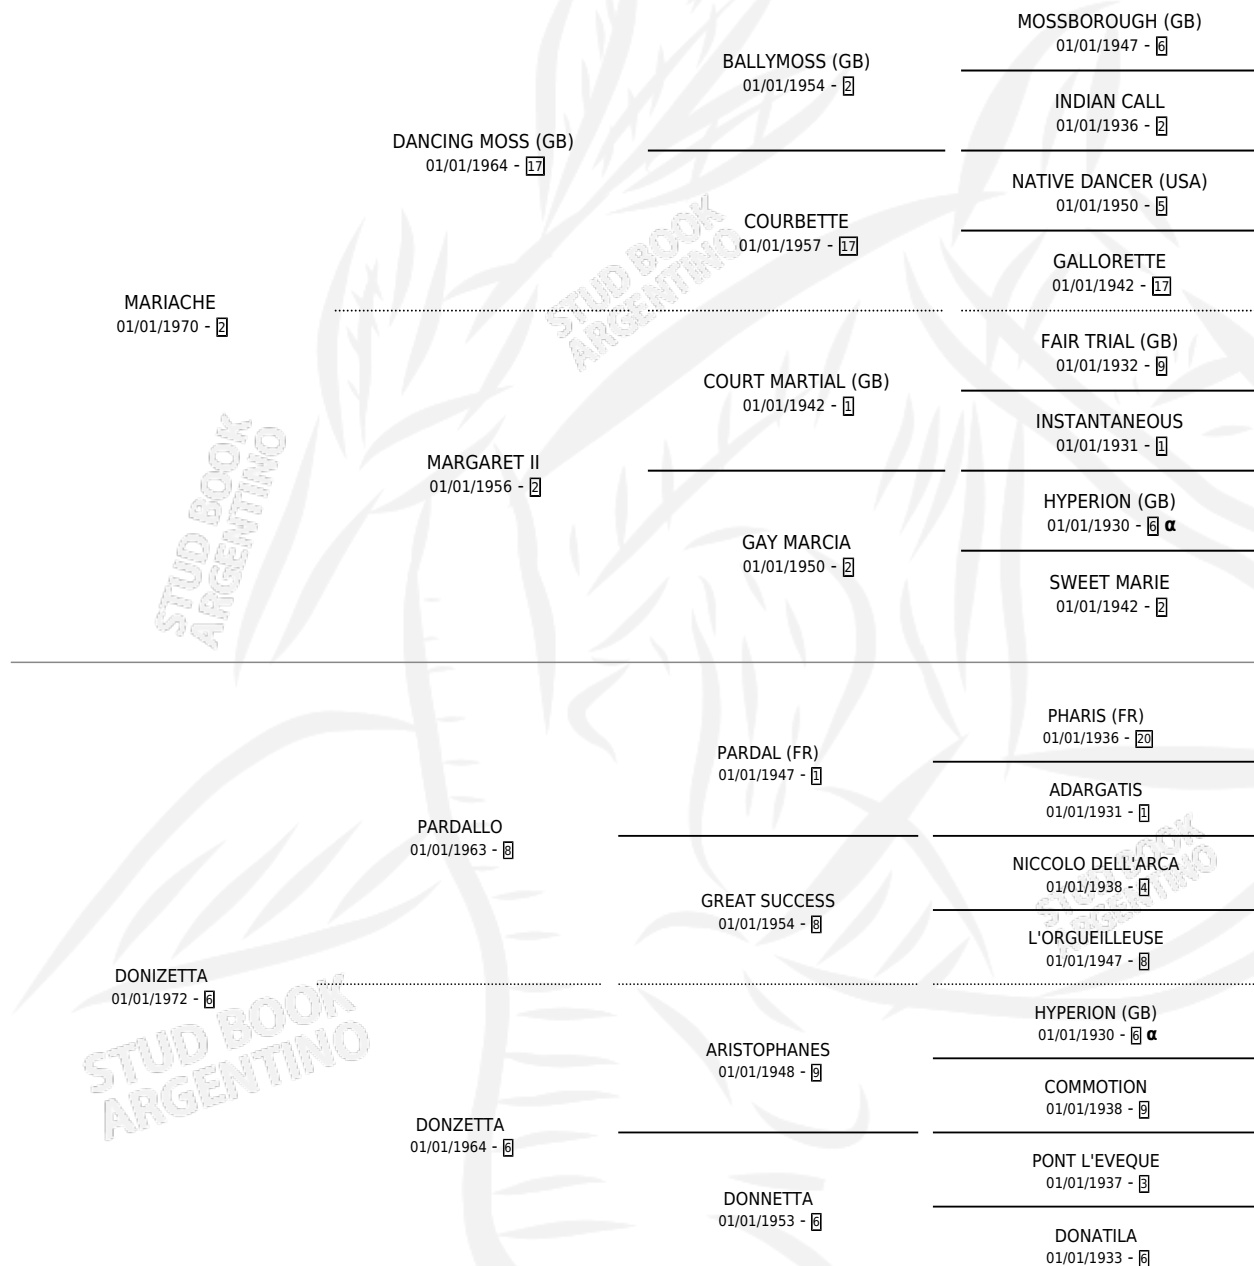 MOSSBOROUGH (GB)
01/01/1947 - 6
BALLYMOSS (GB)
01/01/1954 - 2
INDIAN CALL
01/01/1936 - 2
DANCING MOSS (GB)
01/01/1964 - 17
NATIVE DANCER (USA)
01/01/1950 - 5
COURBETTE
01/01/1957 - 17
GALLORETTE
01/01/1942 - 17
MARIACHE
01/01/1970 - 2
FAIR TRIAL (GB)
01/01/1932 - 9
COURT MARTIAL (GB)
01/01/1942 - 1
INSTANTANEOUS
01/01/1931 - 1
MARGARET II
01/01/1956 - 2
HYPERION (GB)
01/01/1930 - 6 α
GAY MARCIA
01/01/1950 - 2
SWEET MARIE
01/01/1942 - 2
PHARIS (FR)
01/01/1936 - 20
PARDAL (FR)
01/01/1947 - 1
ADARGATIS
01/01/1931 - 1
PARDALLO
01/01/1963 - 8
NICCOLO DELL'ARCA
01/01/1938 - 4
GREAT SUCCESS
01/01/1954 - 8
L'ORGUEILLEUSE
01/01/1947 - 8
DONIZETTA
01/01/1972 - 6
HYPERION (GB)
01/01/1930 - 6 α
ARISTOPHANES
01/01/1948 - 9
COMMOTION
01/01/1938 - 9
DONZETTA
01/01/1964 - 6
PONT L'EVEQUE
01/01/1937 - 3
DONNETTA
01/01/1953 - 6
DONATILA
01/01/1933 - 6
STUD BOOK
ARGENTINO
STUD BOOK
ARGENTINO
STUD BOOK
ARGENTINO
STUD BOOK
ARGENTINO